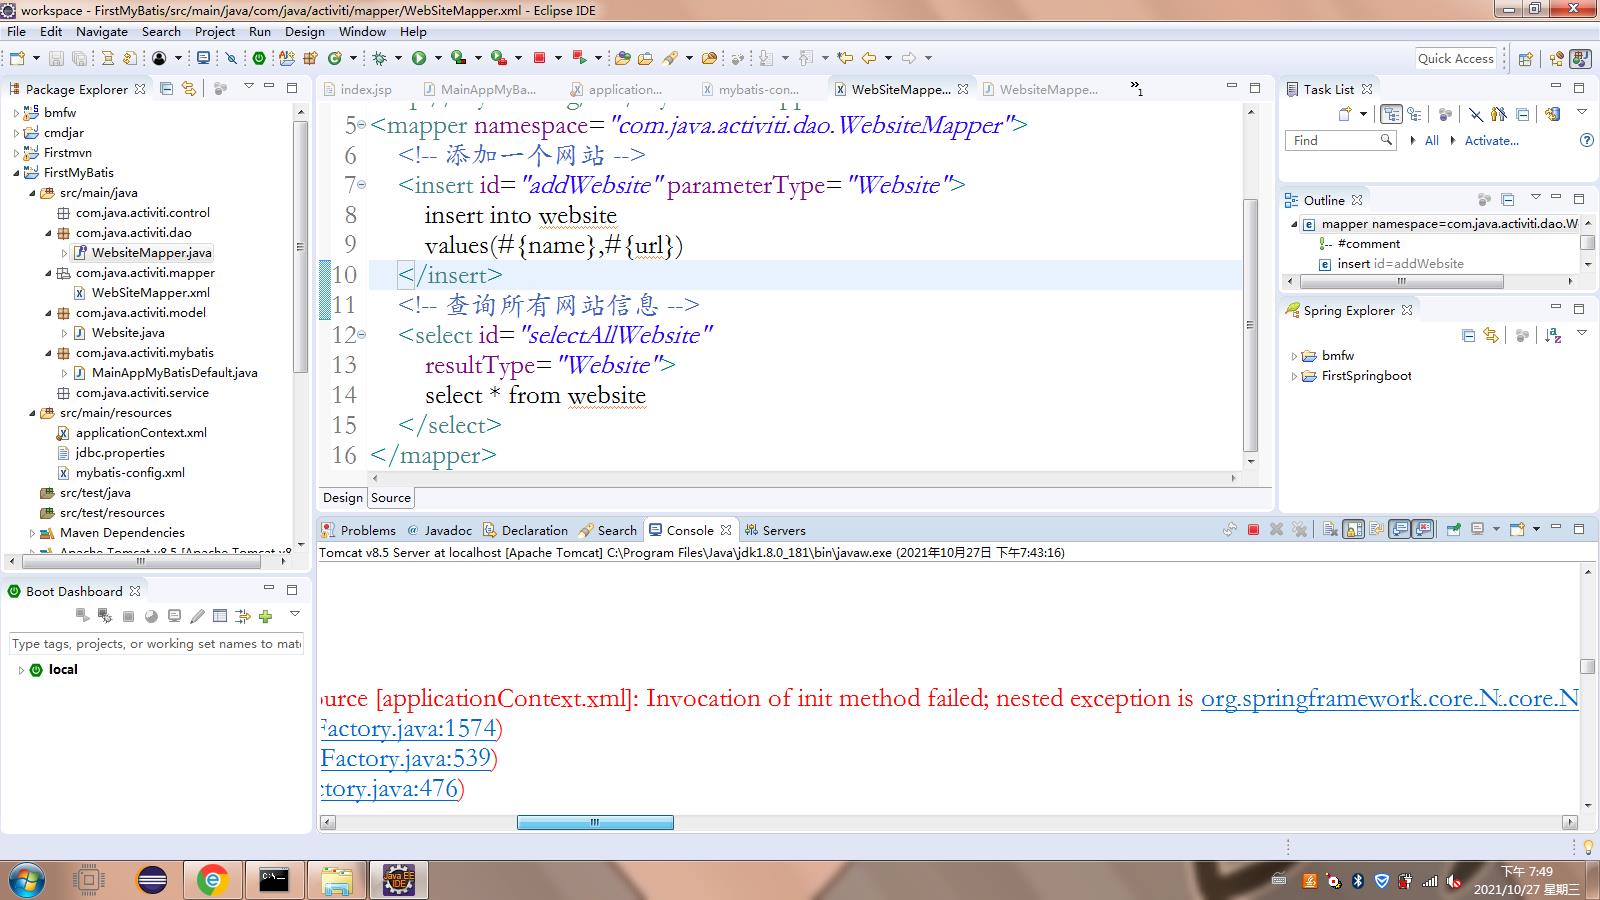 workspace - FirstMyBatis/src/main/java/com/java/activiti/mapper/WebSiteMapper.xml - Eclipse IDE
File Edit Navigate Search Project Run Design Window Help
Quick Access
Package Explorer
bmfw
cmdjar
Firstmvn
FirstMyBatis
src/main/java
com.java.activiti.control
com.java.activiti.dao
WebsiteMapper.java
com.java.activiti.mapper
WebSiteMapper.xml
com.java.activiti.model
Website.java
com.java.activiti.mybatis
MainAppMyBatisDefault.java
com.java.activiti.service
src/main/resources
applicationContext.xml
jdbc.properties
mybatis-config.xml
src/test/java
src/test/resources
Maven Dependencies
Apache Tomcat v8.5 [Apache Tomcat v8
Boot Dashboard
Type tags, projects, or working set names to mat
local
index.jsp MainAppMyBa... application... mybatis-con... WebSiteMappe... WebsiteMappe... »1
5 <mapper namespace="com.java.activiti.dao.WebsiteMapper">
6 <!-- 添加一个网站 -->
7 <insert id="addWebsite" parameterType="Website">
8 insert into website
9 values(#{name},#{url})
10 </insert>
11 <!-- 查询所有网站信息 -->
12 <select id="selectAllWebsite"
13 resultType="Website">
14 select * from website
15 </select>
16 </mapper>
Design Source
Task List
Find All Activate...
Outline
mapper namespace=com.java.activiti.dao.W
#comment
insert id=addWebsite
Spring Explorer
bmfw
FirstSpringboot
Problems Javadoc Declaration Search Console Servers
Tomcat v8.5 Server at localhost [Apache Tomcat] C:\Program Files\Java\jdk1.8.0_181\bin\javaw.exe (2021年10月27日 下午7:43:16)
ource [applicationContext.xml]: Invocation of init method failed; nested exception is org.springframework.core.N
Factory.java:1574)
Factory.java:539)
ctory.java:476)
Java EE IDE
下午 7:49
2021/10/27 星期三